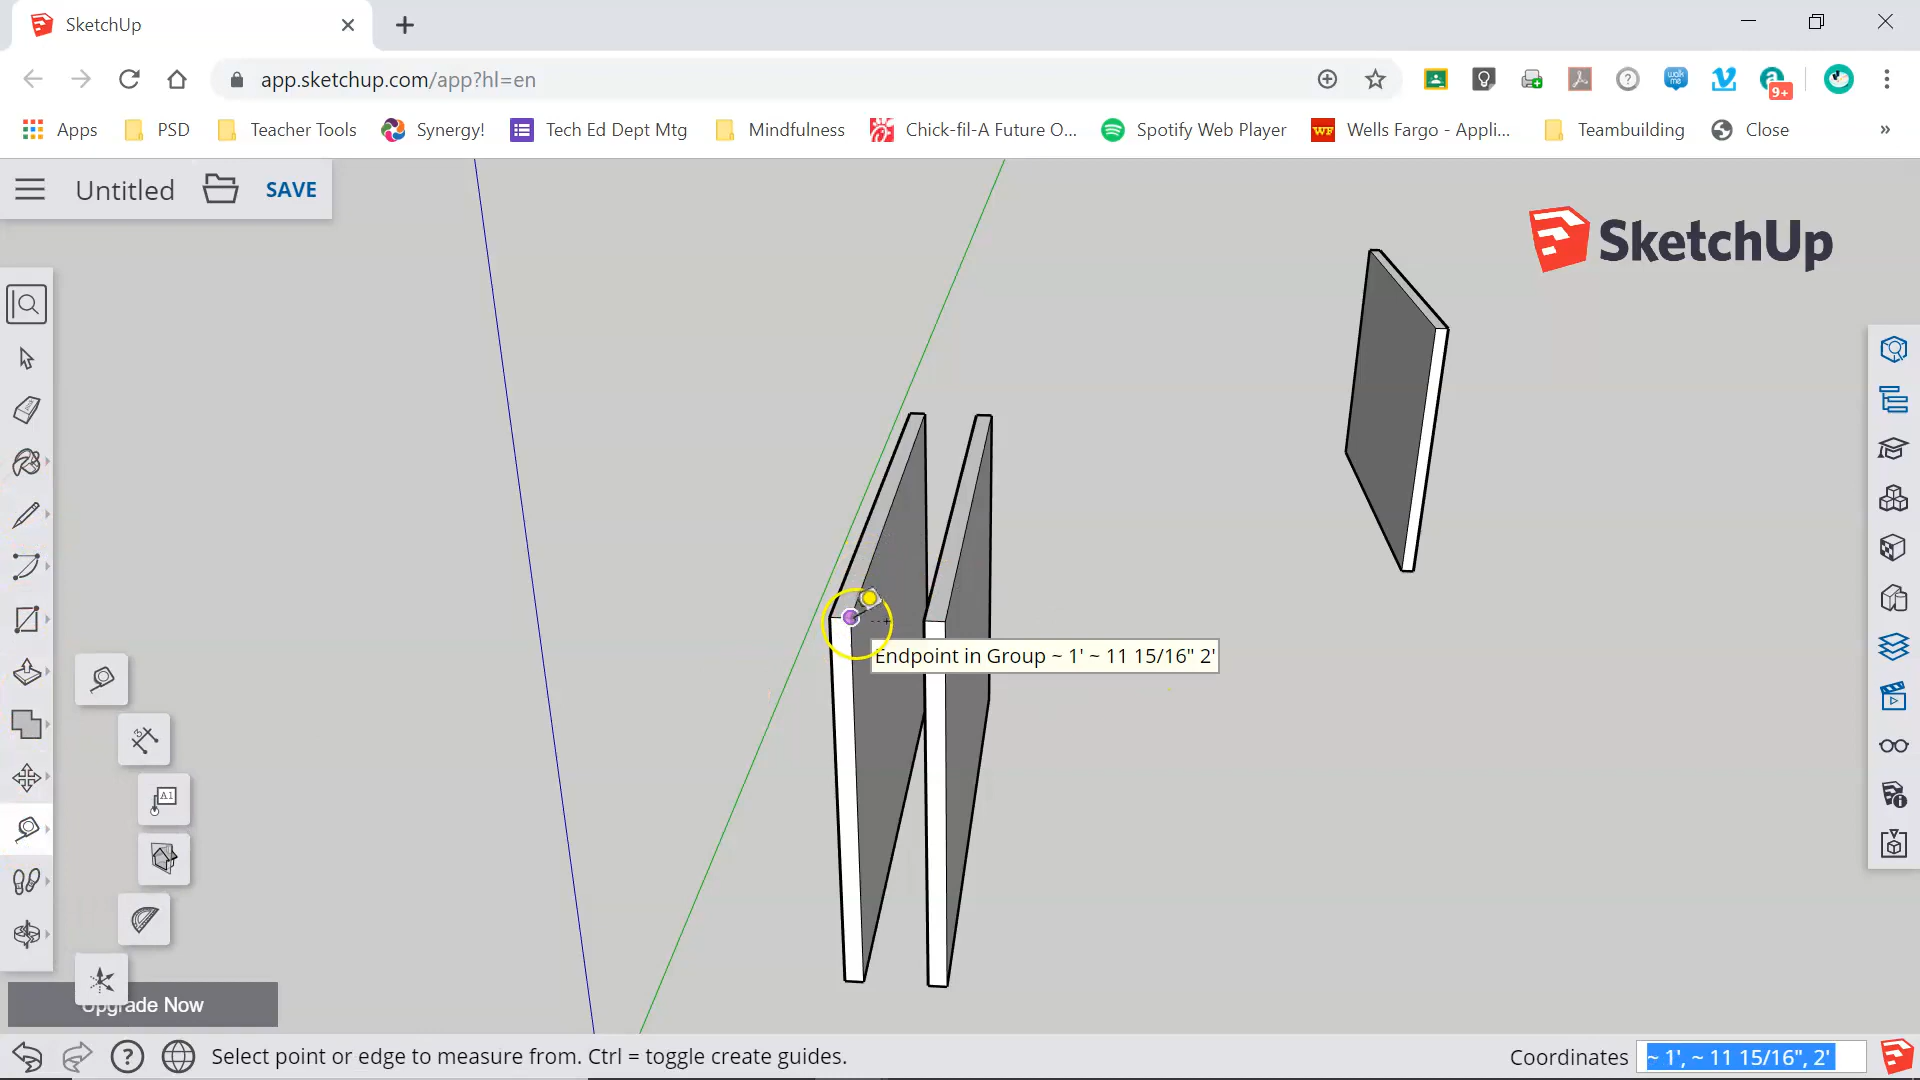 SketchUp
app.sketchup.com/app?hl=en
9+
Apps PSD Teacher Tools Synergy! Tech Ed Dept Mtg Mindfulness Chick-fil-A Future O... Spotify Web Player Wells Fargo - Appli... Teambuilding Close »
Untitled SAVE
SketchUp
Endpoint in Group ~ 1' ~ 11 15/16" 2'
A1
Upgrade Now
Select point or edge to measure from. Ctrl = toggle create guides.
Coordinates ~ 1', ~ 11 15/16", 2'